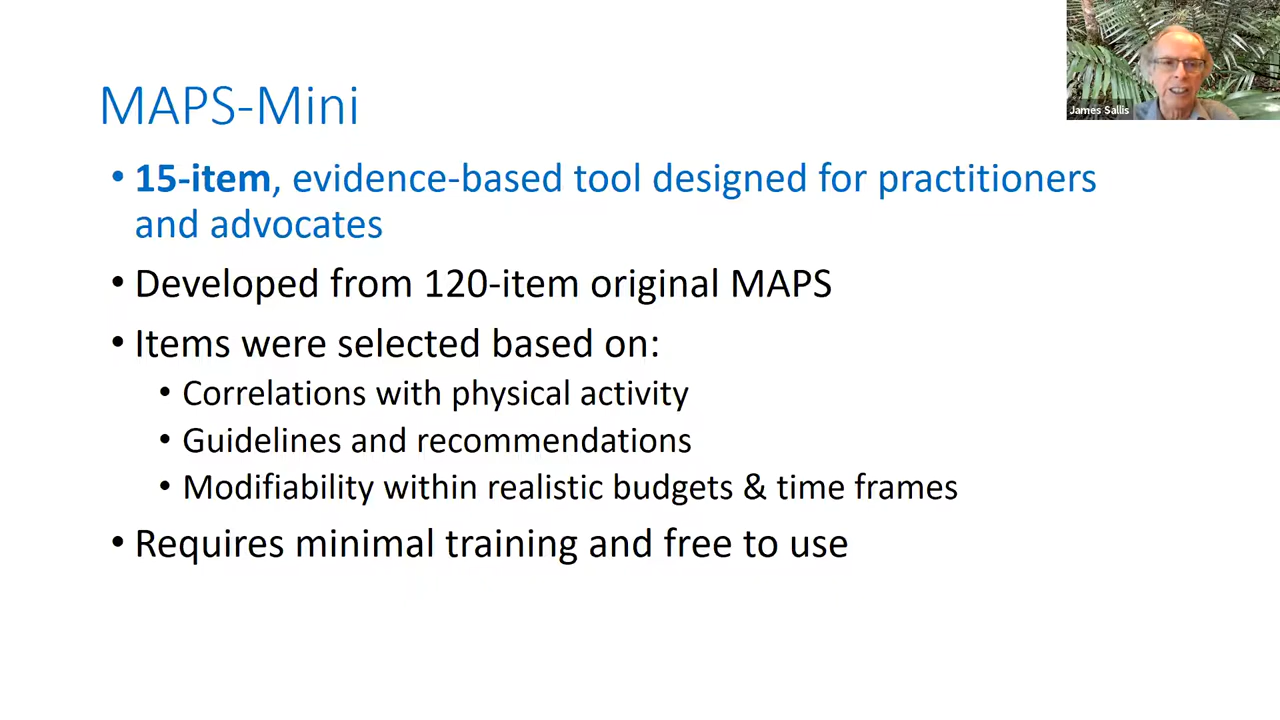 MAPS-Mini
James Sallis
• 15-item, evidence-based tool designed for practitioners
and advocates
• Developed from 120-item original MAPS
• Items were selected based on:
• Correlations with physical activity
• Guidelines and recommendations
• Modifiability within realistic budgets & time frames
• Requires minimal training and free to use